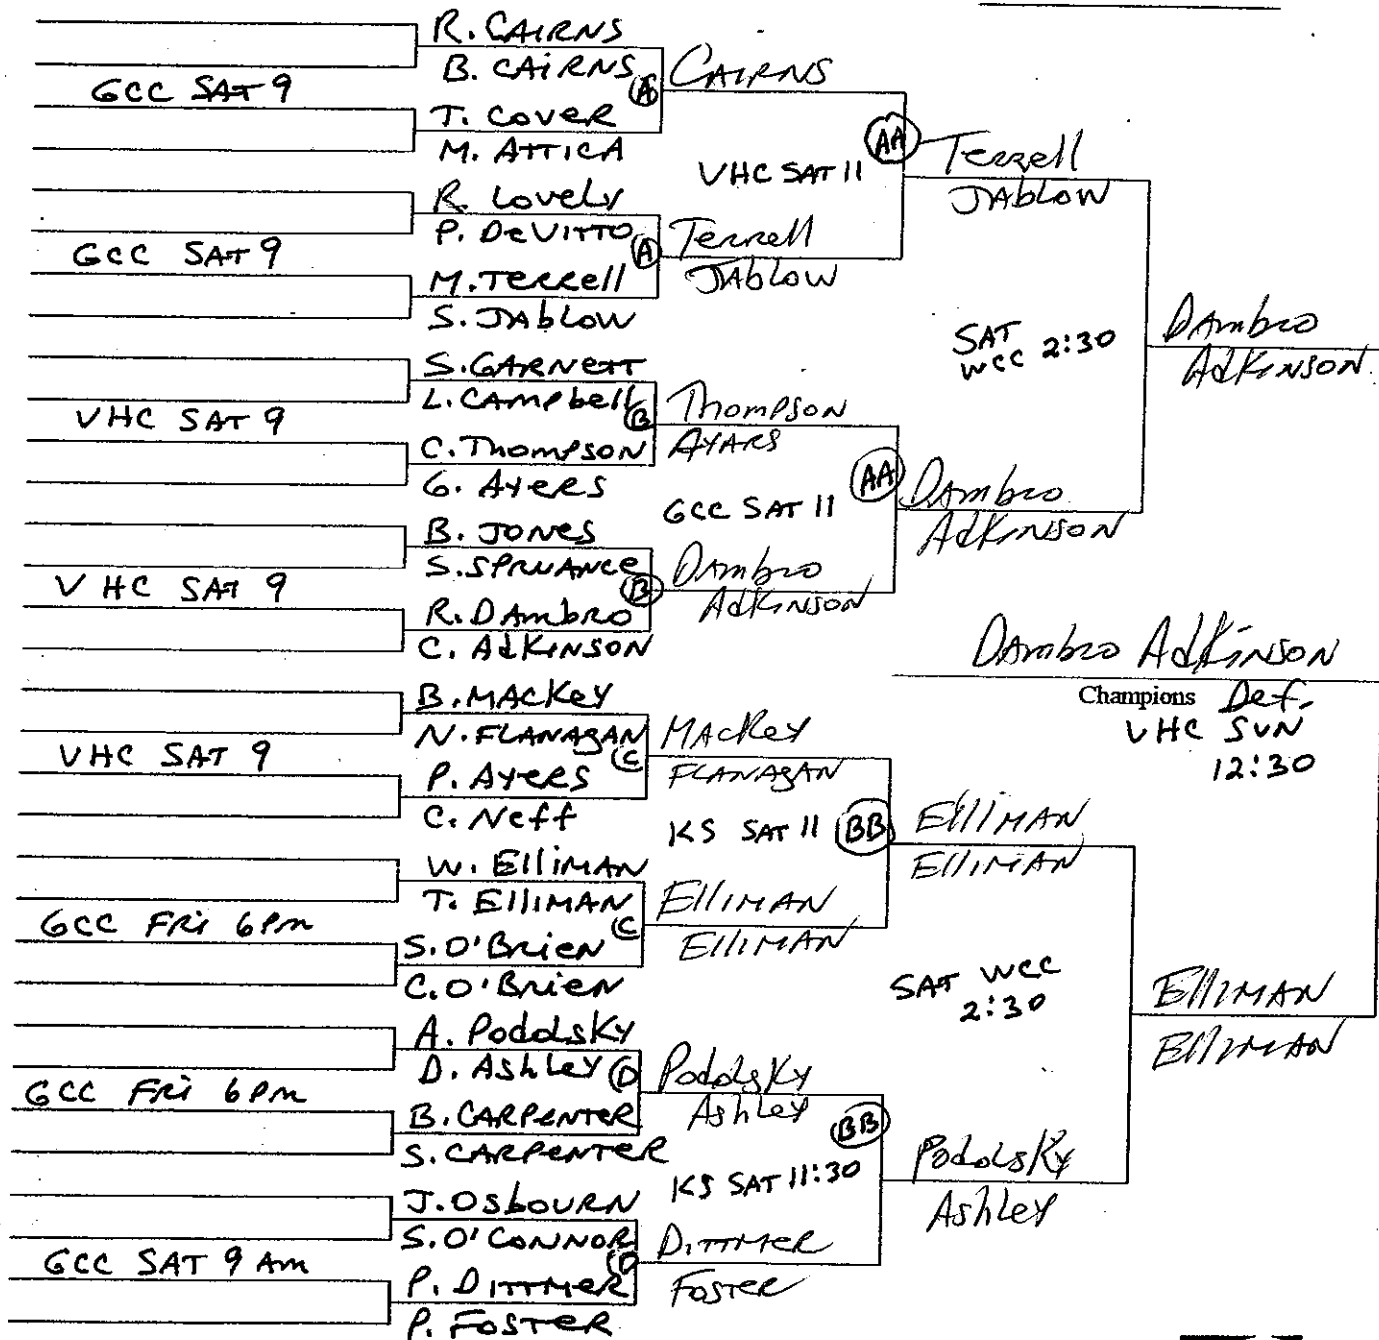 R. CAIRNS
B. CAIRNS
(A)
CAIRNS
GCC SAT 9
T. COVER
M. ATTICA
(AA)
VHC SAT 11
Terrell
JABLOW
R. Lovely
P. DeVITTO
(A)
Terrell
JABLOW
GCC SAT 9
M. Terrell
S. JABLOW
SAT
WCC 2:30
DAmbro
AdKINSON
S. GARNETT
L. CAMPbell
(B)
Thompson
AYARS
VHC SAT 9
C. Thompson
G. Ayers
(AA)
GCC SAT 11
DAmbro
AdKINSON
B. JONES
S. SPRUANCE
(B)
DAmbro
AdKINSON
VHC SAT 9
R. DAMBRO
C. AdKINSON
DAmbro AdKINSON
Champions Def.
VHC SUN
12:30
B. MACKEY
N. FLANAGAN
(C)
MACKEY
FLANAGAN
VHC SAT 9
P. Ayers
C. Neff
KS SAT 11
(BB)
ElliMAN
ElliMAN
W. ElliMAN
T. ElliMAN
(C)
ElliMAN
ElliMAN
GCC FRi 6Pm
S. O'BrieN
C. O'BrieN
SAT WCC
2:30
ElliMAN
ElliMAN
A. PodolsKy
D. AshLey
(D)
PodolsKy
AshLey
GCC FRi 6Pm
B. CARPENTER
S. CARPENTER
(BB)
KS SAT 11:30
PodolsKy
AshLey
J. OSbOURN
S. O'CONNOR
(D)
DITTMER
FOSTER
GCC SAT 9 Am
P. DITTMER
P. FOSTER